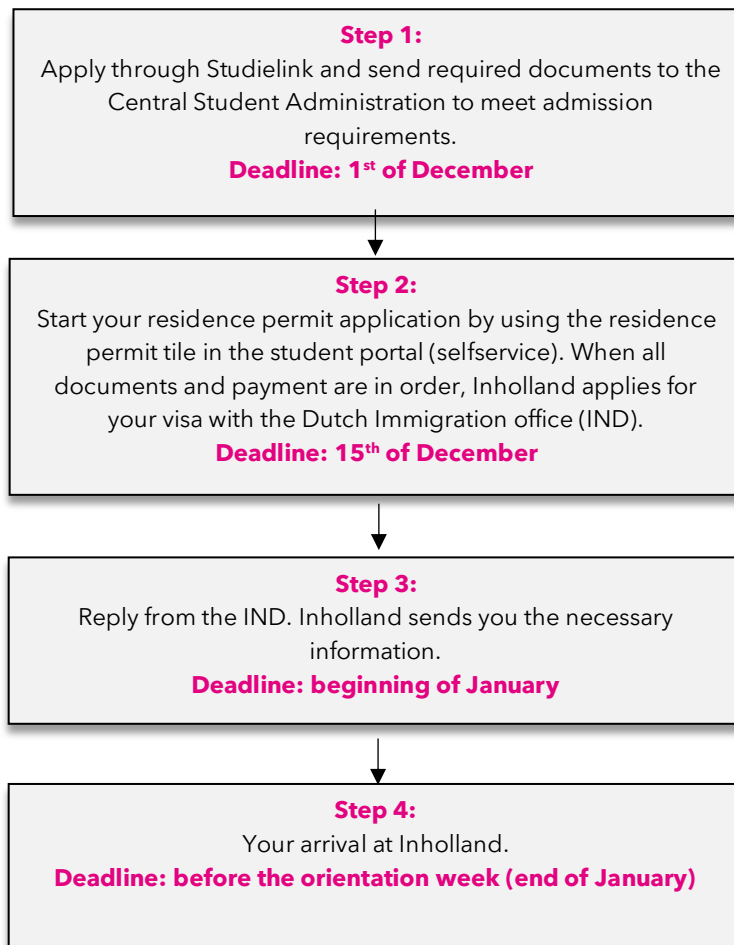 Step 1:
Apply through Studielink and send required documents to the
Central Student Administration to meet admission
requirements.
Deadline: 1st of December
Step 2:
Start your residence permit application by using the residence
permit tile in the student portal (selfservice). When all
documents and payment are in order, Inholland applies for
your visa with the Dutch Immigration office (IND).
Deadline: 15th of December
Step 3:
Reply from the IND. Inholland sends you the necessary
information.
Deadline: beginning of January
Step 4:
Your arrival at Inholland.
Deadline: before the orientation week (end of January)